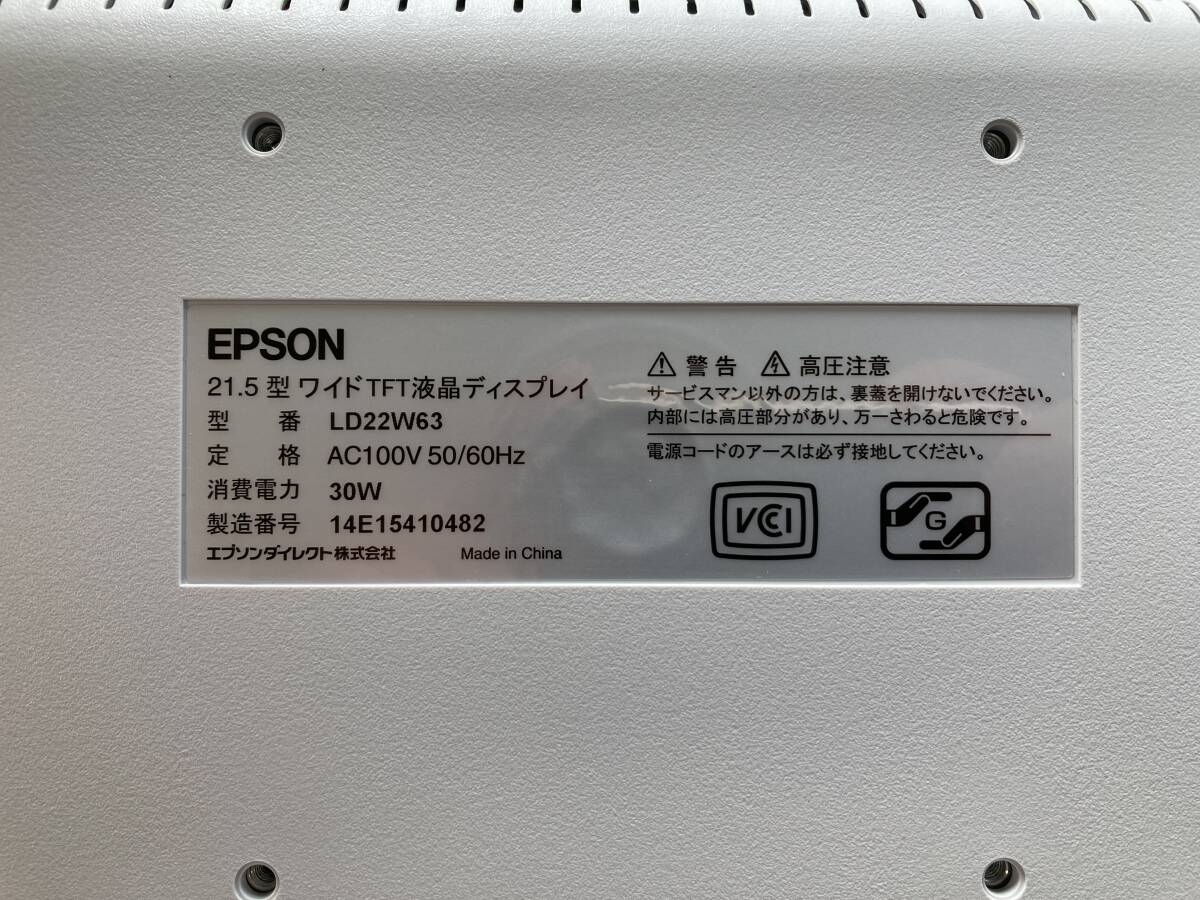 EPSON
21.5 型 ワイドTFT液晶ディスプレイ
型 番 LD22W63
定 格 AC100V 50/60Hz
消費電力 30W
製造番号 14E15410482
エプソンダイレクト株式会社 Made in China
警告 高圧注意
サービスマン以外の方は、裏蓋を開けないでください。
内部には高圧部分があり、万一さわると危険です。
電源コードのアースは必ず接地してください。
VCCI
G